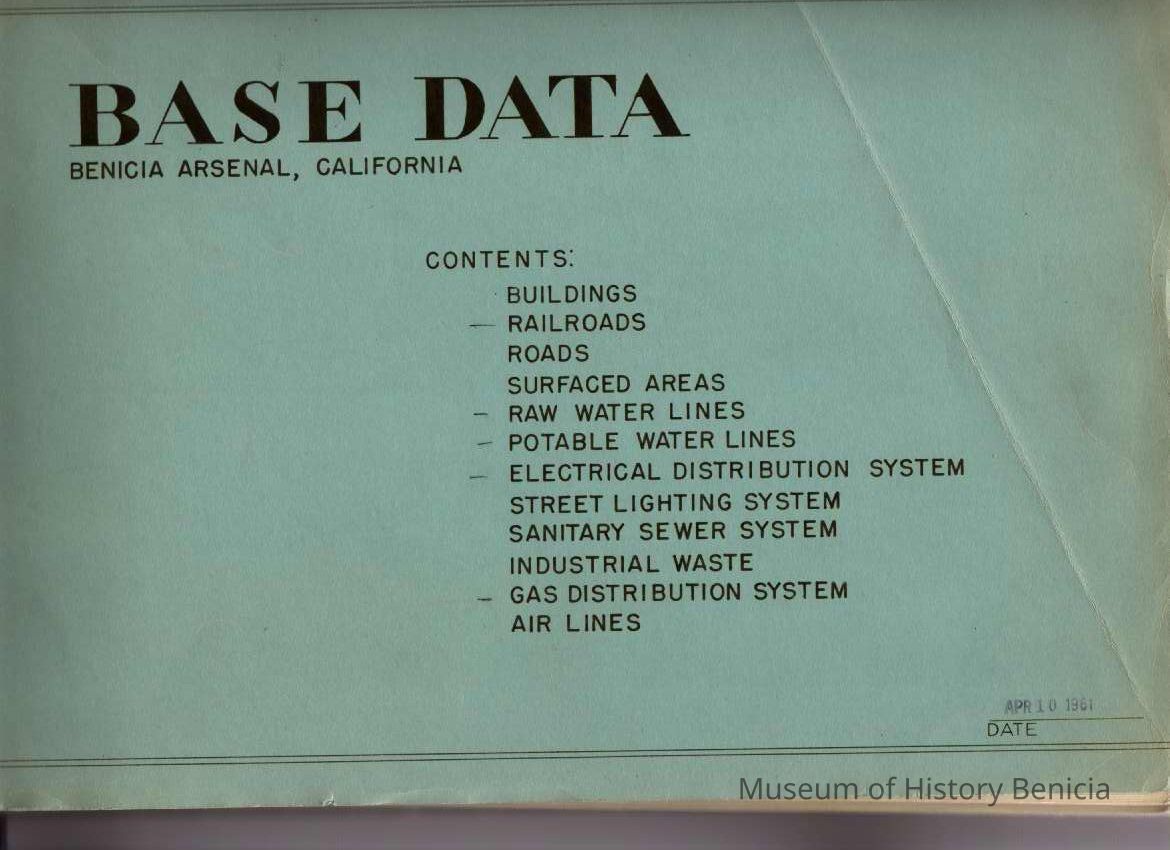 BASE DATA
BENICIA ARSENAL, CALIFORNIA
CONTENTS:
BUILDINGS
— RAILROADS
ROADS
SURFACED AREAS
— RAW WATER LINES
— POTABLE WATER LINES
— ELECTRICAL DISTRIBUTION SYSTEM
STREET LIGHTING SYSTEM
SANITARY SEWER SYSTEM
INDUSTRIAL WASTE
— GAS DISTRIBUTION SYSTEM
AIR LINES
APR 10 1961
DATE
Museum of History Benicia